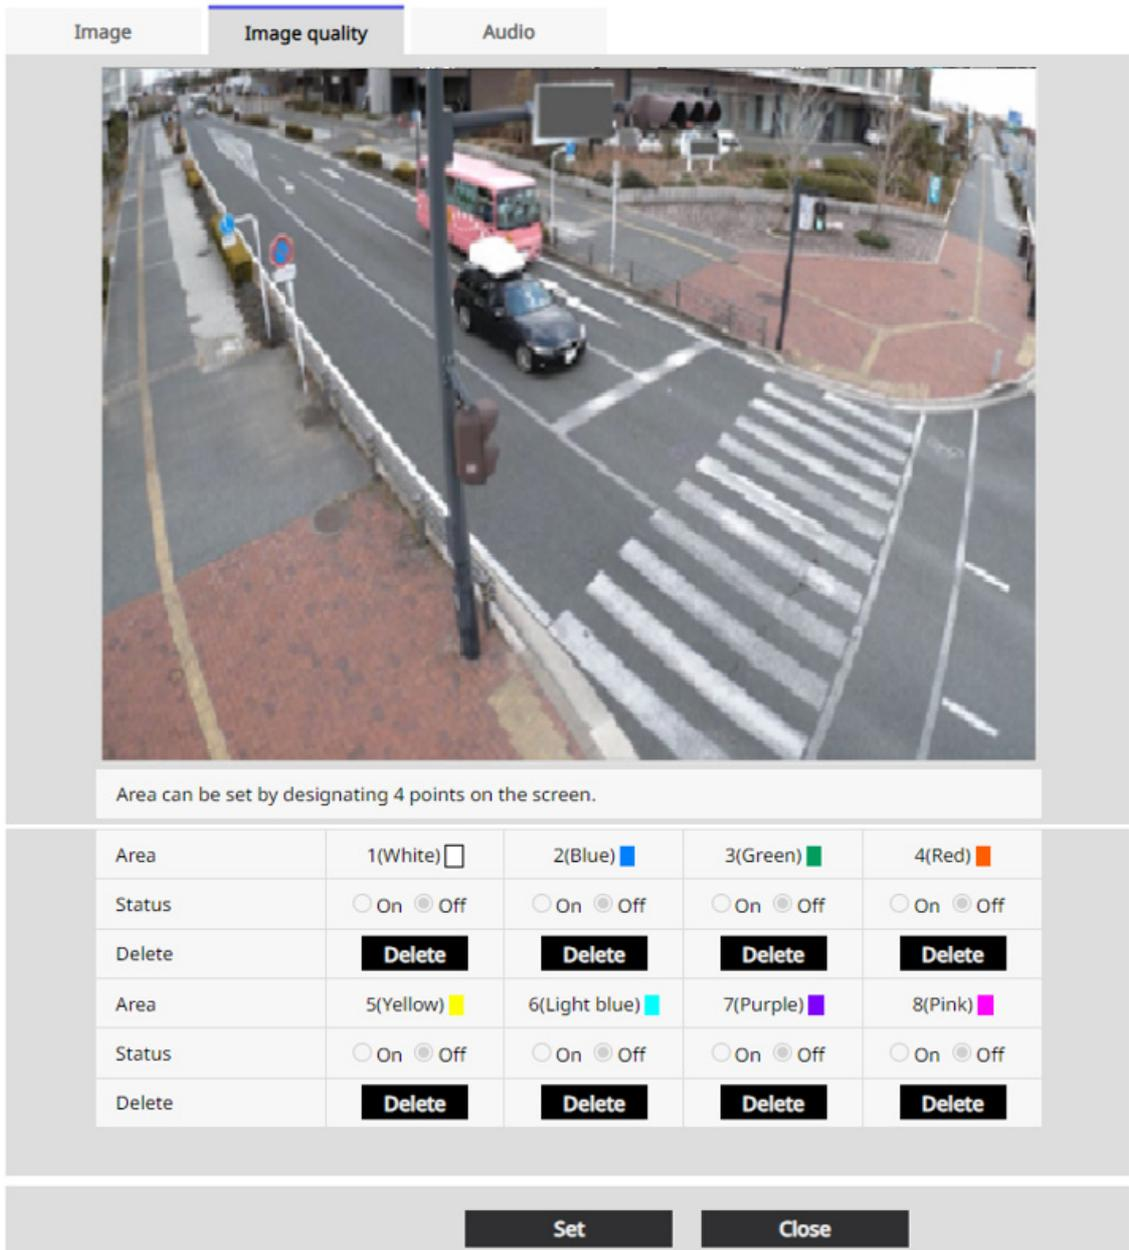 Image Image quality Audio
Area can be set by designating 4 points on the screen.
Area 1(White) 2(Blue) 3(Green) 4(Red)
Status On Off On Off On Off On Off
Delete Delete Delete Delete Delete
Area 5(Yellow) 6(Light blue) 7(Purple) 8(Pink)
Status On Off On Off On Off On Off
Delete Delete Delete Delete Delete
Set Close